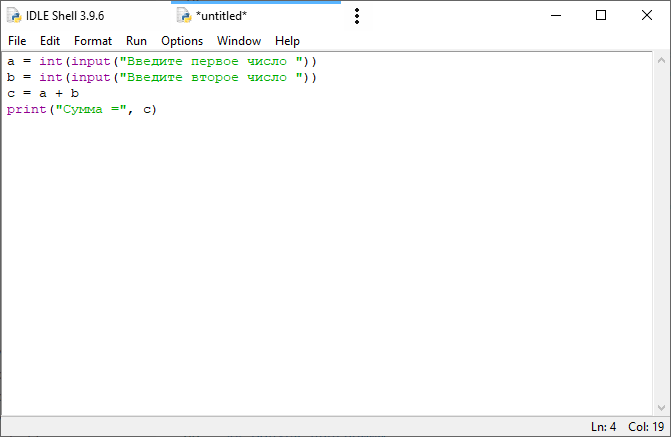 IDLE Shell 3.9.6 *untitled*
File Edit Format Run Options Window Help
a = int(input("Введите первое число "))
b = int(input("Введите второе число "))
c = a + b
print("Сумма =", c)
Ln: 4 Col: 19